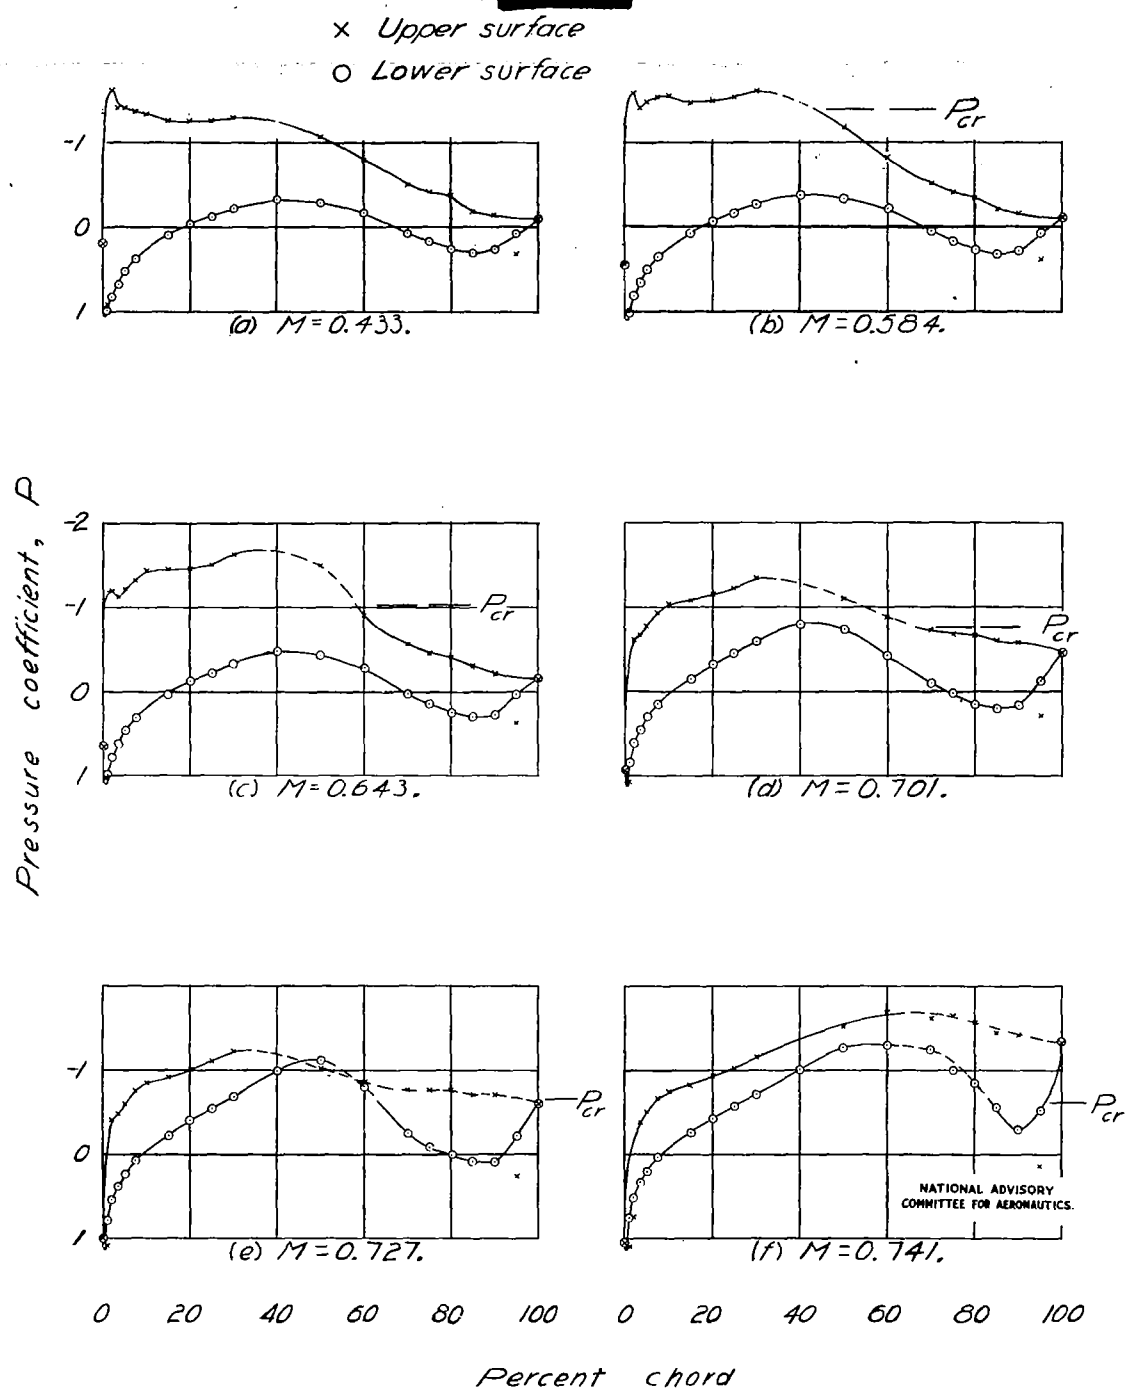 x Upper surface
o Lower surface
-1
0
1
P_cr
(a) M=0.433.
(b) M=0.584.
Pressure coefficient, P
-2
-1
0
1
P_cr
P_cr
(c) M=0.643.
(d) M=0.701.
-1
0
1
P_cr
P_cr
NATIONAL ADVISORY
COMMITTEE FOR AERONAUTICS.
(e) M=0.727.
(f) M=0.741.
0 20 40 60 80 100 0 20 40 60 80 100
Percent chord